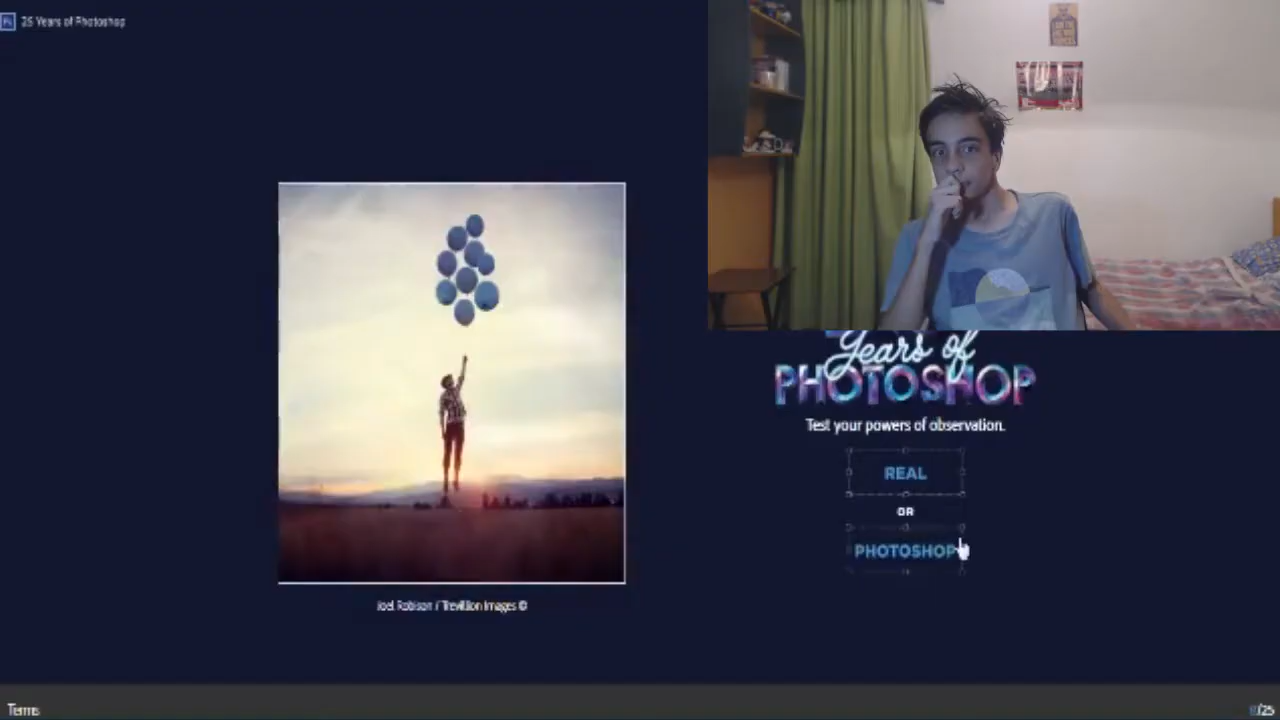 25 Years of Photoshop
Years of
PHOTOSHOP
Test your powers of observation.
REAL
OR
PHOTOSHOP
Joel Robison / Trevillion Images ©
Terms
/25